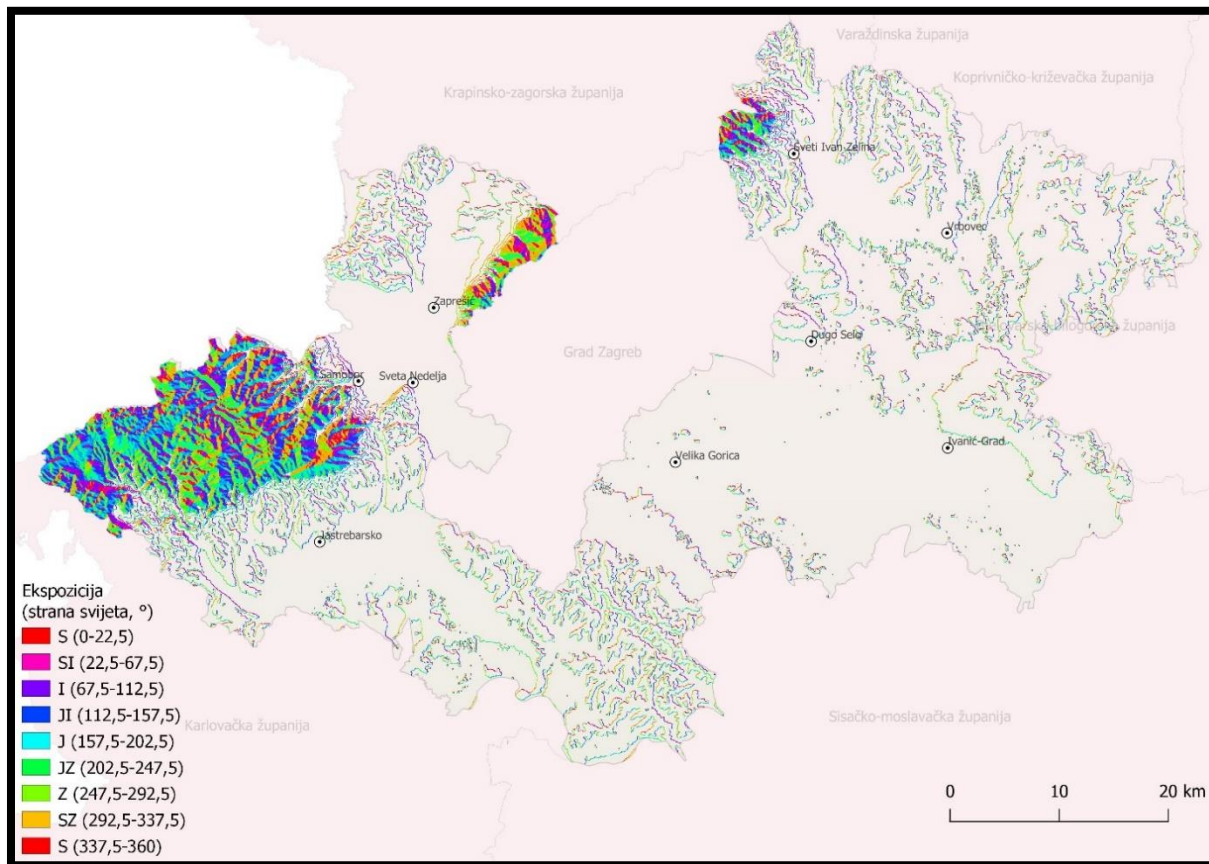 Varaždinska županija
Koprivničko-križevačka županija
Krapinsko-zagorska županija
Sveti Ivan Zelina
Vrbovec
Zaprešić
županija
Dugo Selo
Grad Zagreb
Samobor
Sveta Nedelja
Ivanić-Grad
Velika Gorica
Jastrebarsko
Ekspozicija
(strana svijeta, °)
S (0-22,5)
SI (22,5-67,5)
I (67,5-112,5)
JI (112,5-157,5)
J (157,5-202,5)
JZ (202,5-247,5)
Z (247,5-292,5)
SZ (292,5-337,5)
S (337,5-360)
Karlovačka županija
Sisačko-moslavačka županija
0 10 20 km